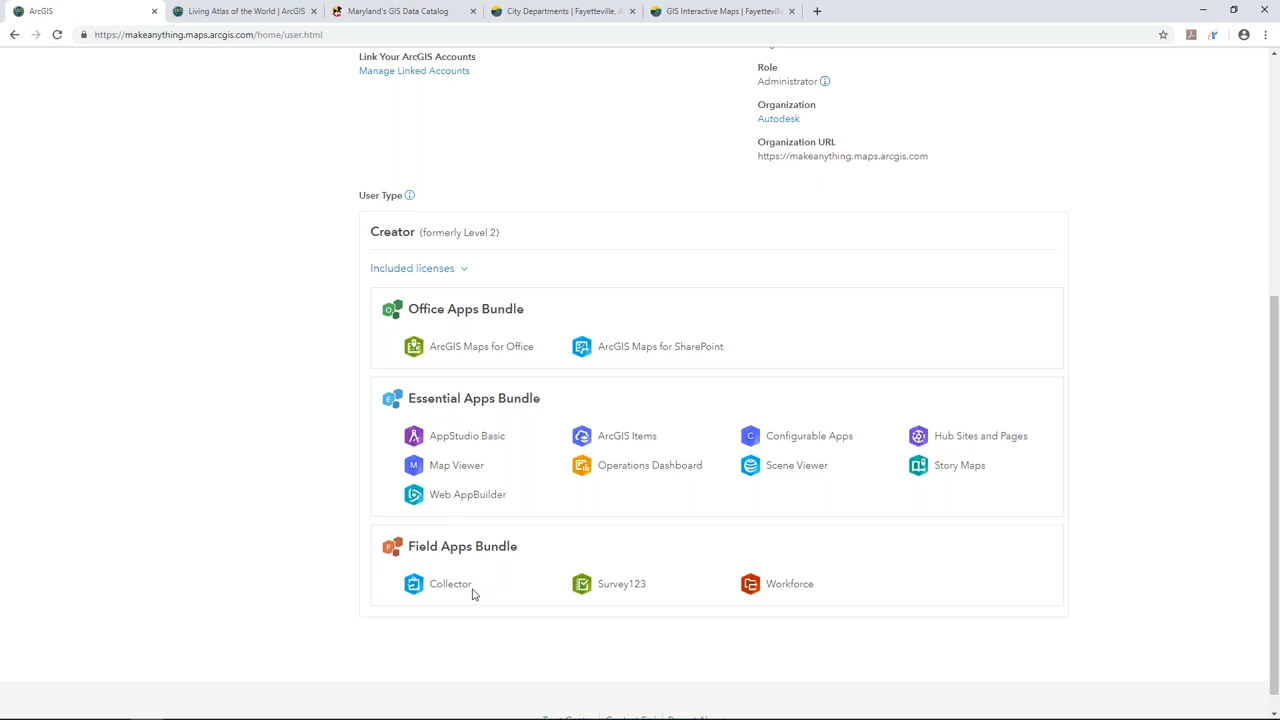 ArcGIS
Living Atlas of the World | ArcGIS
Maryland's GIS Data Catalog
City Departments | Fayetteville, A
GIS Interactive Maps | Fayettevill
https://makeanything.maps.arcgis.com/home/user.html
Link Your ArcGIS Accounts
Manage Linked Accounts
Role
Administrator
Organization
Autodesk
Organization URL
https://makeanything.maps.arcgis.com
User Type
Creator (formerly Level 2)
Included licenses
Office Apps Bundle
ArcGIS Maps for Office
ArcGIS Maps for SharePoint
E Essential Apps Bundle
AppStudio Basic
ArcGIS Items
C Configurable Apps
Hub Sites and Pages
M Map Viewer
Operations Dashboard
Scene Viewer
Story Maps
Web AppBuilder
F Field Apps Bundle
Collector
Survey123
Workforce